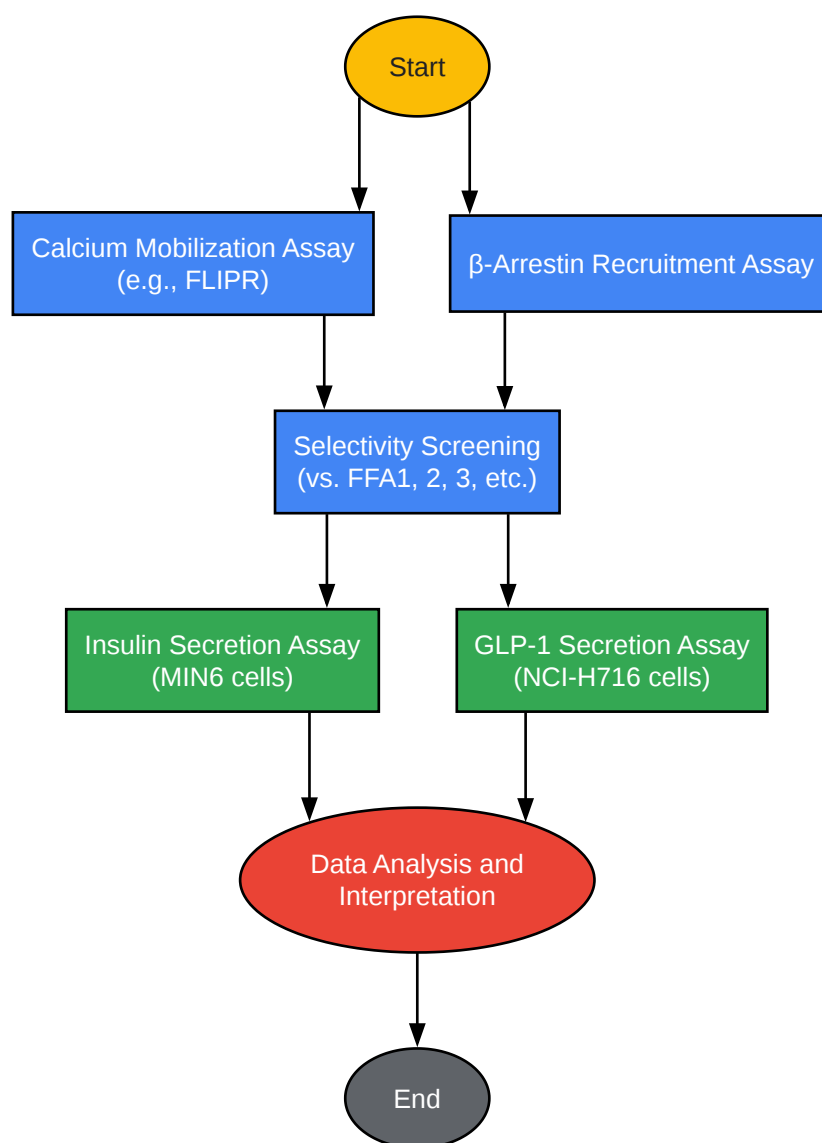 Start
Calcium Mobilization Assay
(e.g., FLIPR)
β-Arrestin Recruitment Assay
Selectivity Screening
(vs. FFA1, 2, 3, etc.)
Insulin Secretion Assay
(MIN6 cells)
GLP-1 Secretion Assay
(NCI-H716 cells)
Data Analysis and
Interpretation
End